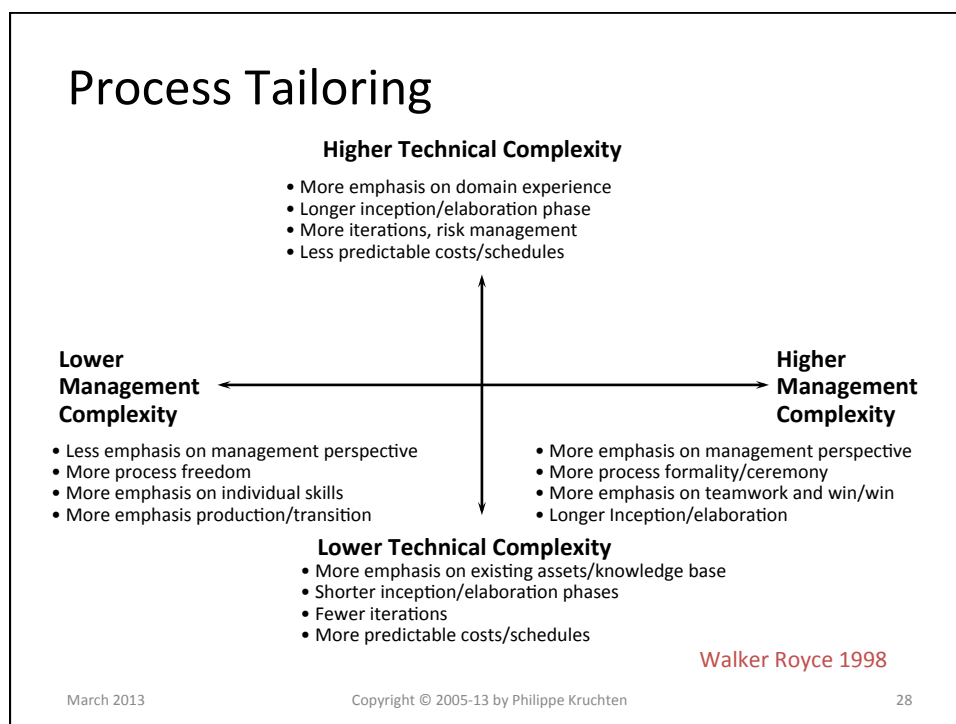 Process Tailoring
Higher Technical Complexity
• More emphasis on domain experience
• Longer inception/elaboration phase
• More iterations, risk management
• Less predictable costs/schedules
Lower
Management
Complexity
• Less emphasis on management perspective
• More process freedom
• More emphasis on individual skills
• More emphasis production/transition
Higher
Management
Complexity
• More emphasis on management perspective
• More process formality/ceremony
• More emphasis on teamwork and win/win
• Longer Inception/elaboration
Lower Technical Complexity
• More emphasis on existing assets/knowledge base
• Shorter inception/elaboration phases
• Fewer iterations
• More predictable costs/schedules
Walker Royce 1998
March 2013
Copyright © 2005-13 by Philippe Kruchten
28